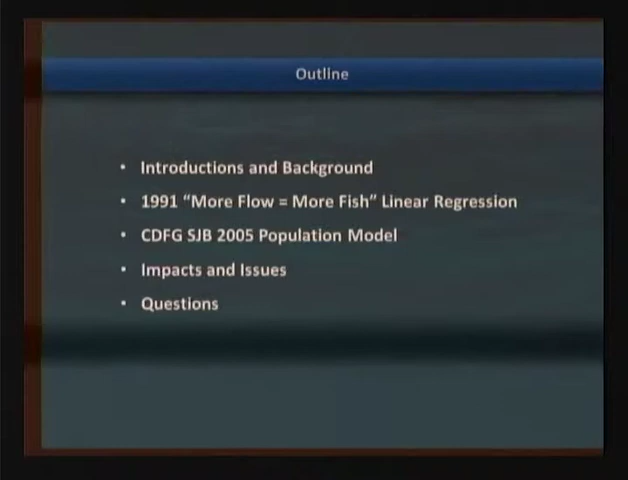 Outline
• Introductions and Background
• 1991 “More Flow = More Fish” Linear Regression
• CDFG SJB 2005 Population Model
• Impacts and Issues
• Questions